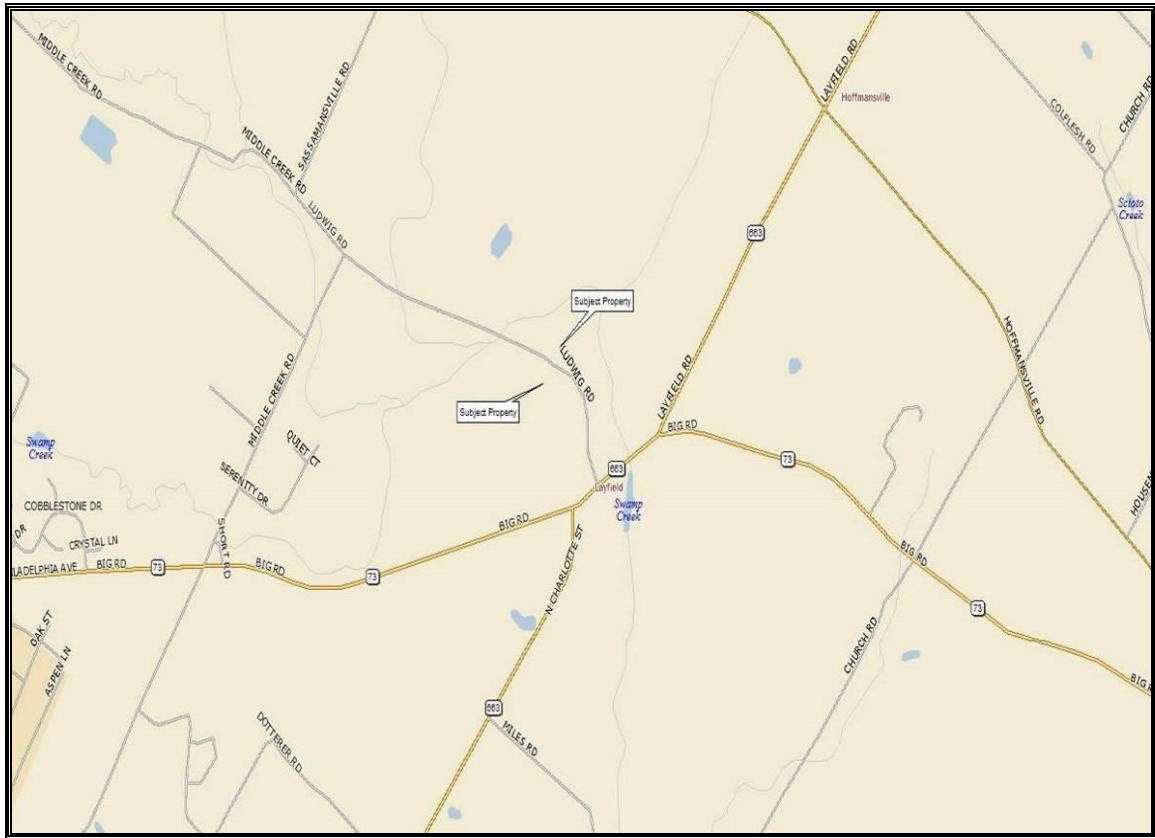 MIDDLE CREEK RD
SASSAMANSVILLE RD
LAYFIELD RD
Hoffmansville
CHURCH RD
COLFLESH RD
MIDDLE CREEK RD
LUDWIG RD
Scioto
Creek
663
Subject Property
HOFFMANSVILLE RD
LUDWIG RD
LAYFIELD RD
MIDDLE CREEK RD
Subject Property
BIG RD
QUIET CT
Swamp
Creek
73
663
SERENITY DR
Layfield
Swamp
Creek
HOUSEM
COBBLESTONE DR
DR
CRYSTAL LN
SHORT RD
BIG RD
N CHARLOTTE ST
LADELPHIA AVE
BIG RD
73
BIG RD
73
BIG RD
OAK ST
ASPEN LN
73
CHURCH RD
BIG R
663
MILES RD
DOTTERER RD